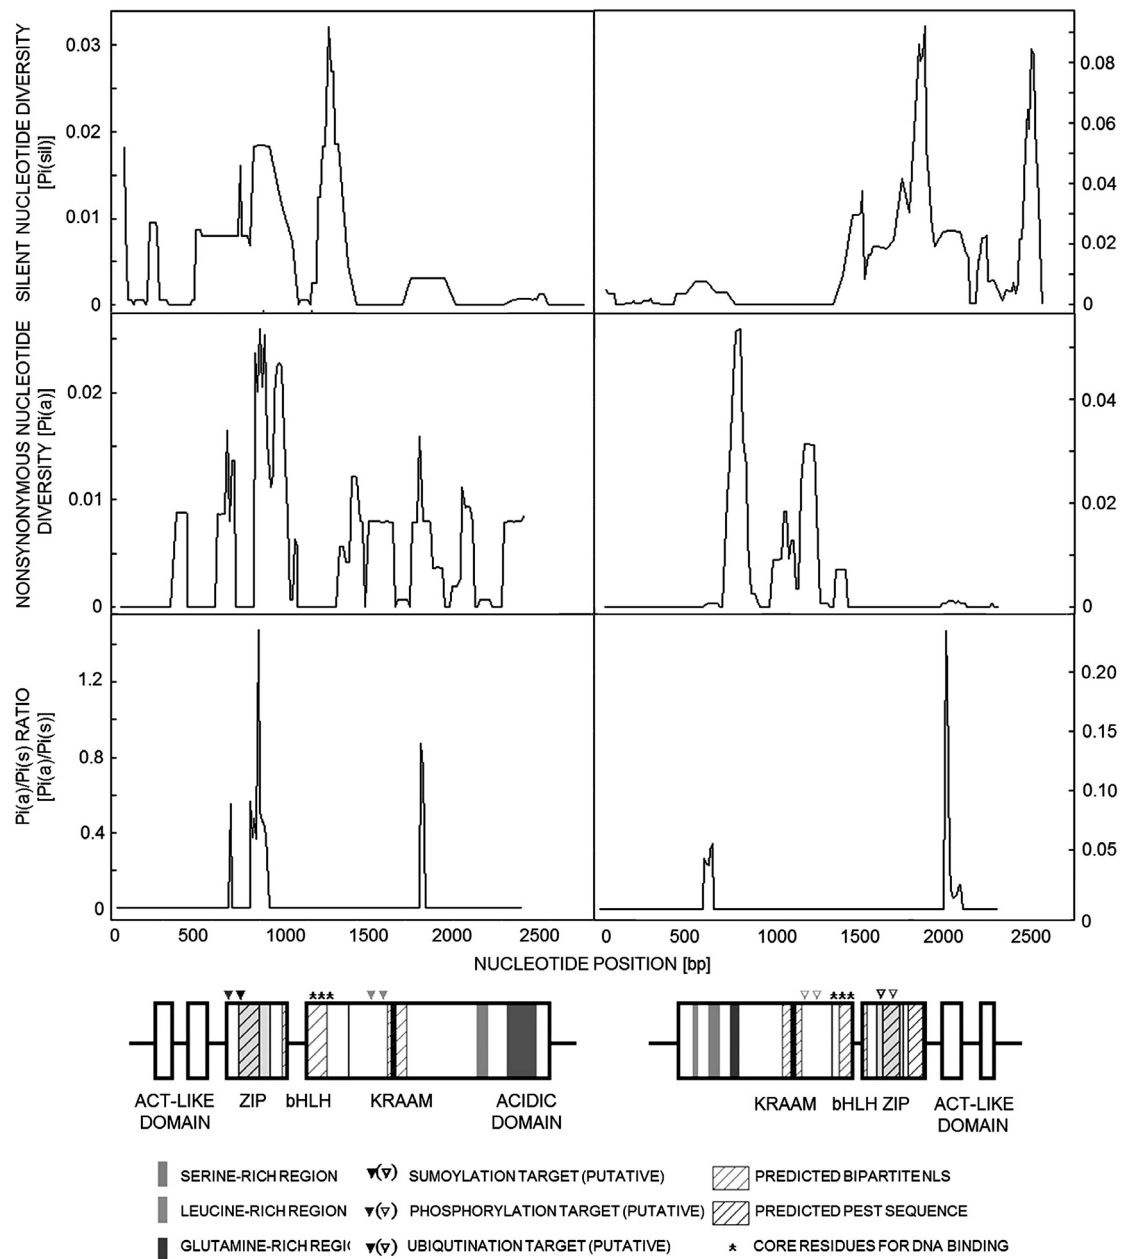 SILENT NUCLEOTIDE DIVERSITY
[Pi(sil)]
0.03
0.02
0.01
0
0.08
0.06
0.04
0.02
0
NONSYNONYMOUS NUCLEOTIDE
DIVERSITY [Pi(a)]
0.02
0.01
0
0.04
0.02
0
Pi(a)/Pi(s) RATIO
[Pi(a)/Pi(s)]
1.2
0.8
0.4
0
0.20
0.15
0.10
0.05
0
0 500 1000 1500 2000 2500
0 500 1000 1500 2000 2500
NUCLEOTIDE POSITION [bp]
*** ***
ACT-LIKE DOMAIN
ZIP bHLH KRAAM
ACIDIC DOMAIN
KRAAM bHLH ZIP
ACT-LIKE DOMAIN
SERINE-RICH REGION
SUMOYLATION TARGET (PUTATIVE)
PREDICTED BIPARTITE NLS
LEUCINE-RICH REGION
PHOSPHORYLATION TARGET (PUTATIVE)
PREDICTED PEST SEQUENCE
GLUTAMINE-RICH REGI
UBIQUTINATION TARGET (PUTATIVE)
* CORE RESIDUES FOR DNA BINDING